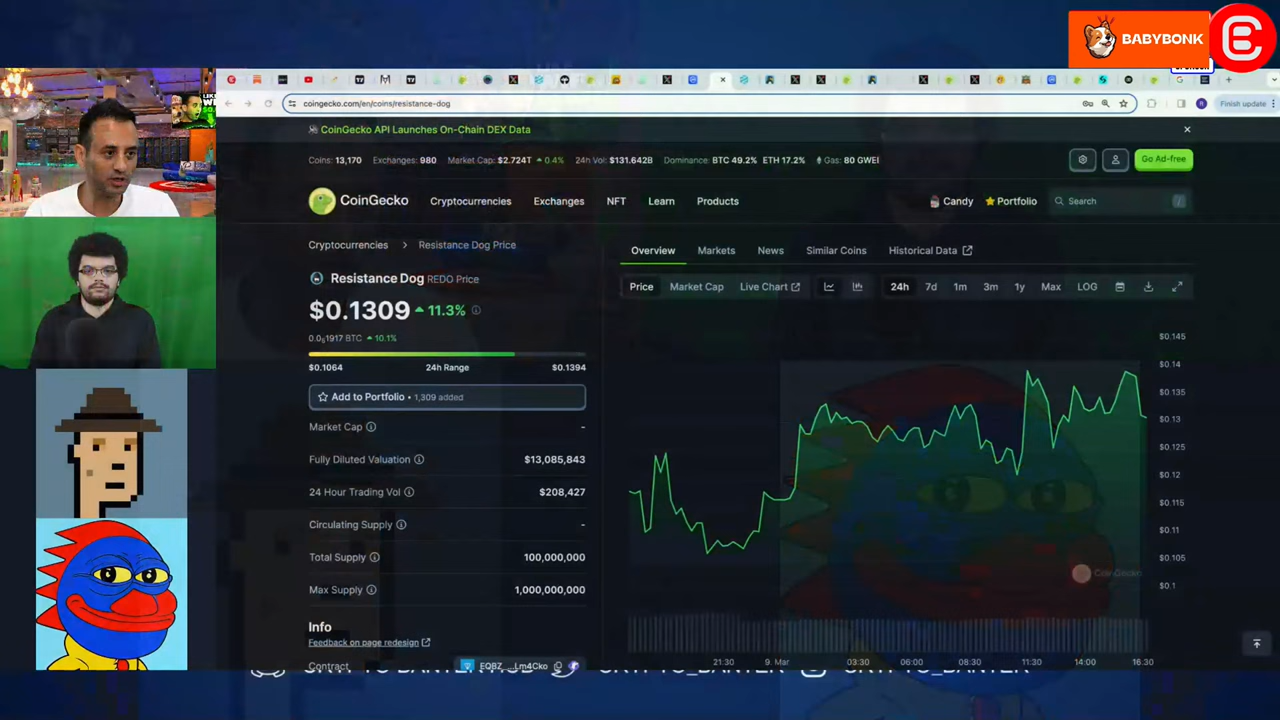 BABYBONK
coingecko.com/en/coins/resistance-dog
Finish update
CoinGecko API Launches On-Chain DEX Data
Coins: 13,170 Exchanges: 980 Market Cap: $2.724T 0.4% 24h Vol: $131.642B Dominance: BTC 49.2% ETH 17.2% Gas: 80 GWEI
Go Ad-free
CoinGecko Cryptocurrencies Exchanges NFT Learn Products Candy Portfolio Search /
Cryptocurrencies > Resistance Dog Price
Overview Markets News Similar Coins Historical Data
Resistance Dog REDO Price
Price Market Cap Live Chart 24h 7d 1m 3m 1y Max LOG
$0.1309 11.3%
0.0₅1917 BTC 10.1%
$0.1064 24h Range $0.1394
Add to Portfolio • 1,309 added
Market Cap -
Fully Diluted Valuation $13,085,843
24 Hour Trading Vol $208,427
Circulating Supply -
Total Supply 100,000,000
Max Supply 1,000,000,000
Info
Feedback on page redesign
Contract EQBZ...Lm4Cko
$0.145
$0.14
$0.135
$0.13
$0.125
$0.12
$0.115
$0.11
$0.105
$0.1
CoinGecko
21:30 9. Mar 03:30 06:00 08:30 11:30 14:00 16:30
CRYPTO_BANTER